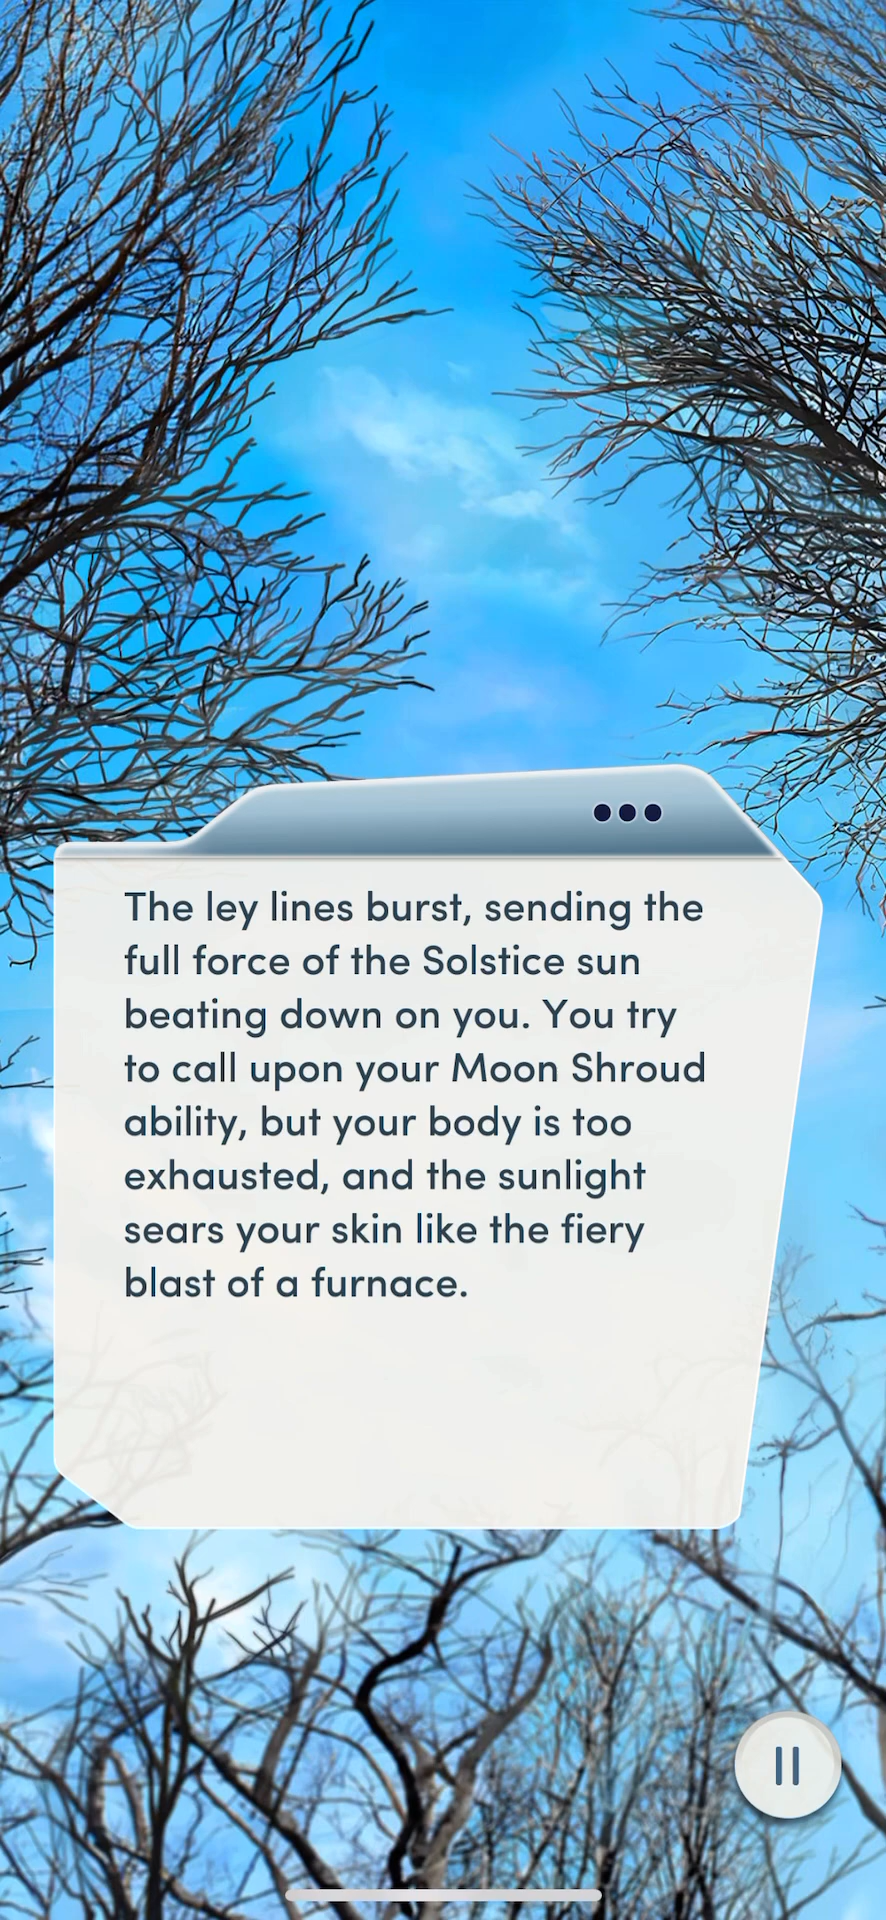 The ley lines burst, sending the
full force of the Solstice sun
beating down on you. You try
to call upon your Moon Shroud
ability, but your body is too
exhausted, and the sunlight
sears your skin like the fiery
blast of a furnace.